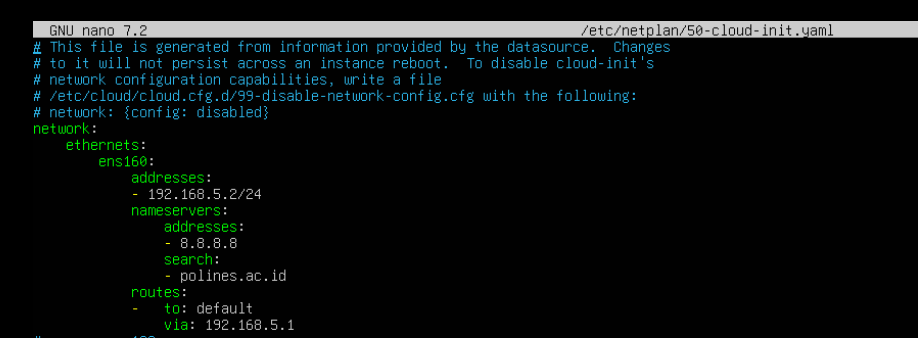 GNU nano 7.2 /etc/netplan/50-cloud-init.yaml
# This file is generated from information provided by the datasource.  Changes
# to it will not persist across an instance reboot.  To disable cloud-init's
# network configuration capabilities, write a file
# /etc/cloud/cloud.cfg.d/99-disable-network-config.cfg with the following:
# network: {config: disabled}
network:
    ethernets:
        ens160:
            addresses:
            - 192.168.5.2/24
            nameservers:
                addresses:
                - 8.8.8.8
                search:
                - polines.ac.id
            routes:
            -   to: default
                via: 192.168.5.1